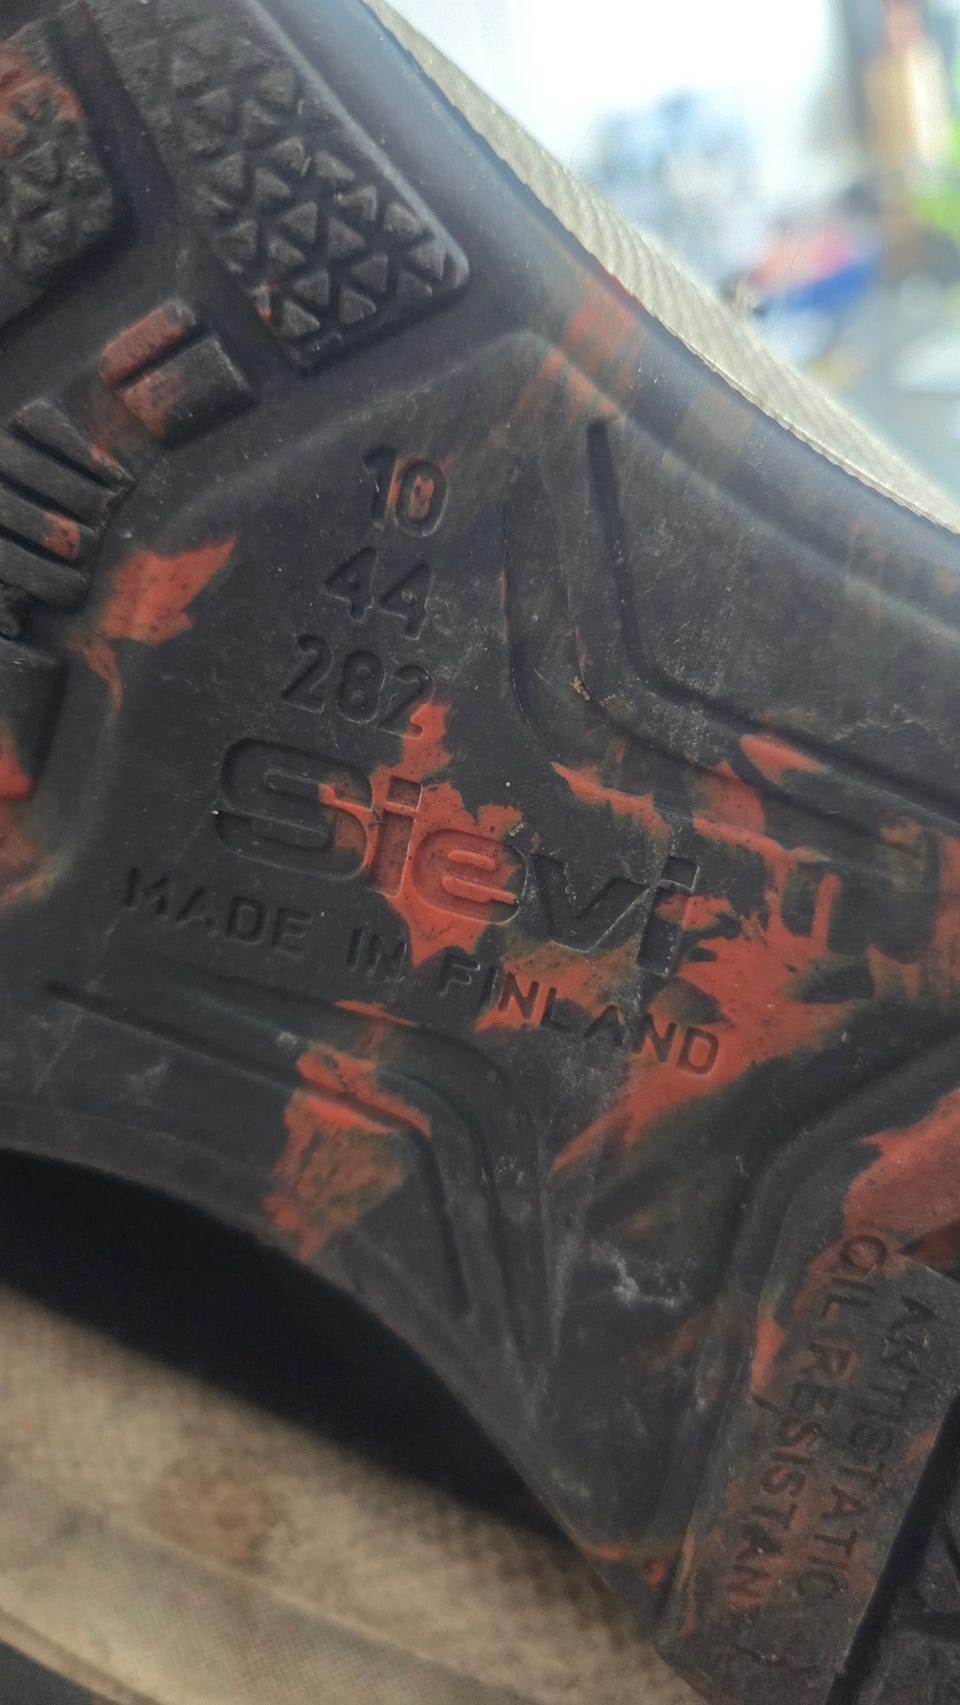 10
44
282
Sievi
MADE IN FINLAND
ANTISTATIC
OIL RESISTAN